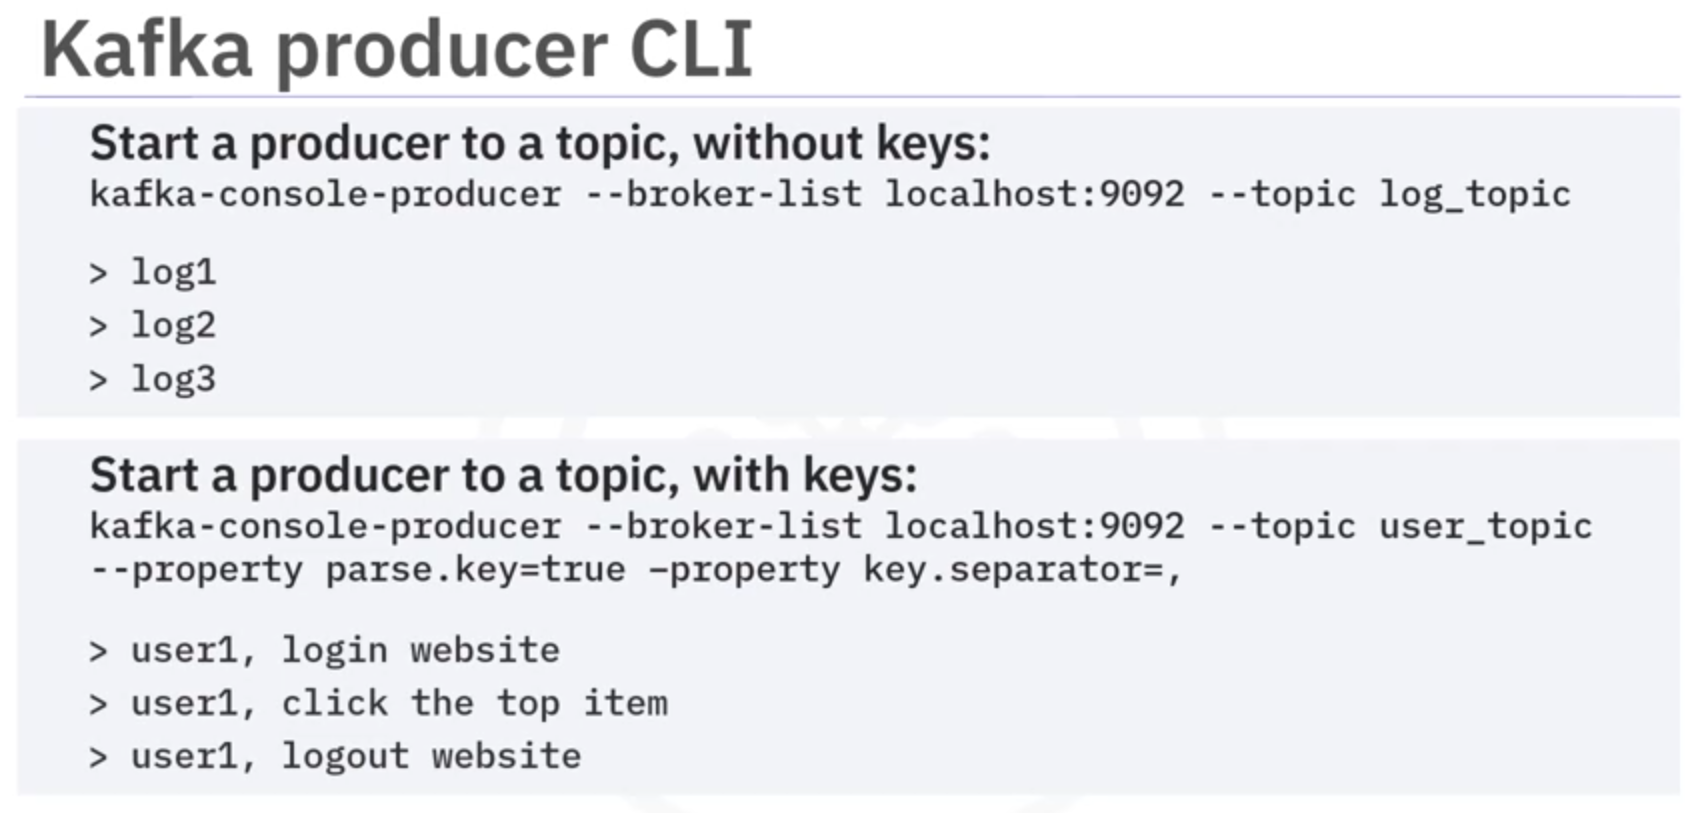 Kafka producer CLI
Start a producer to a topic, without keys:
kafka-console-producer --broker-list localhost:9092 --topic log_topic
> log1
> log2
> log3
Start a producer to a topic, with keys:
kafka-console-producer --broker-list localhost:9092 --topic user_topic
--property parse.key=true –property key.separator=,
> user1, login website
> user1, click the top item
> user1, logout website